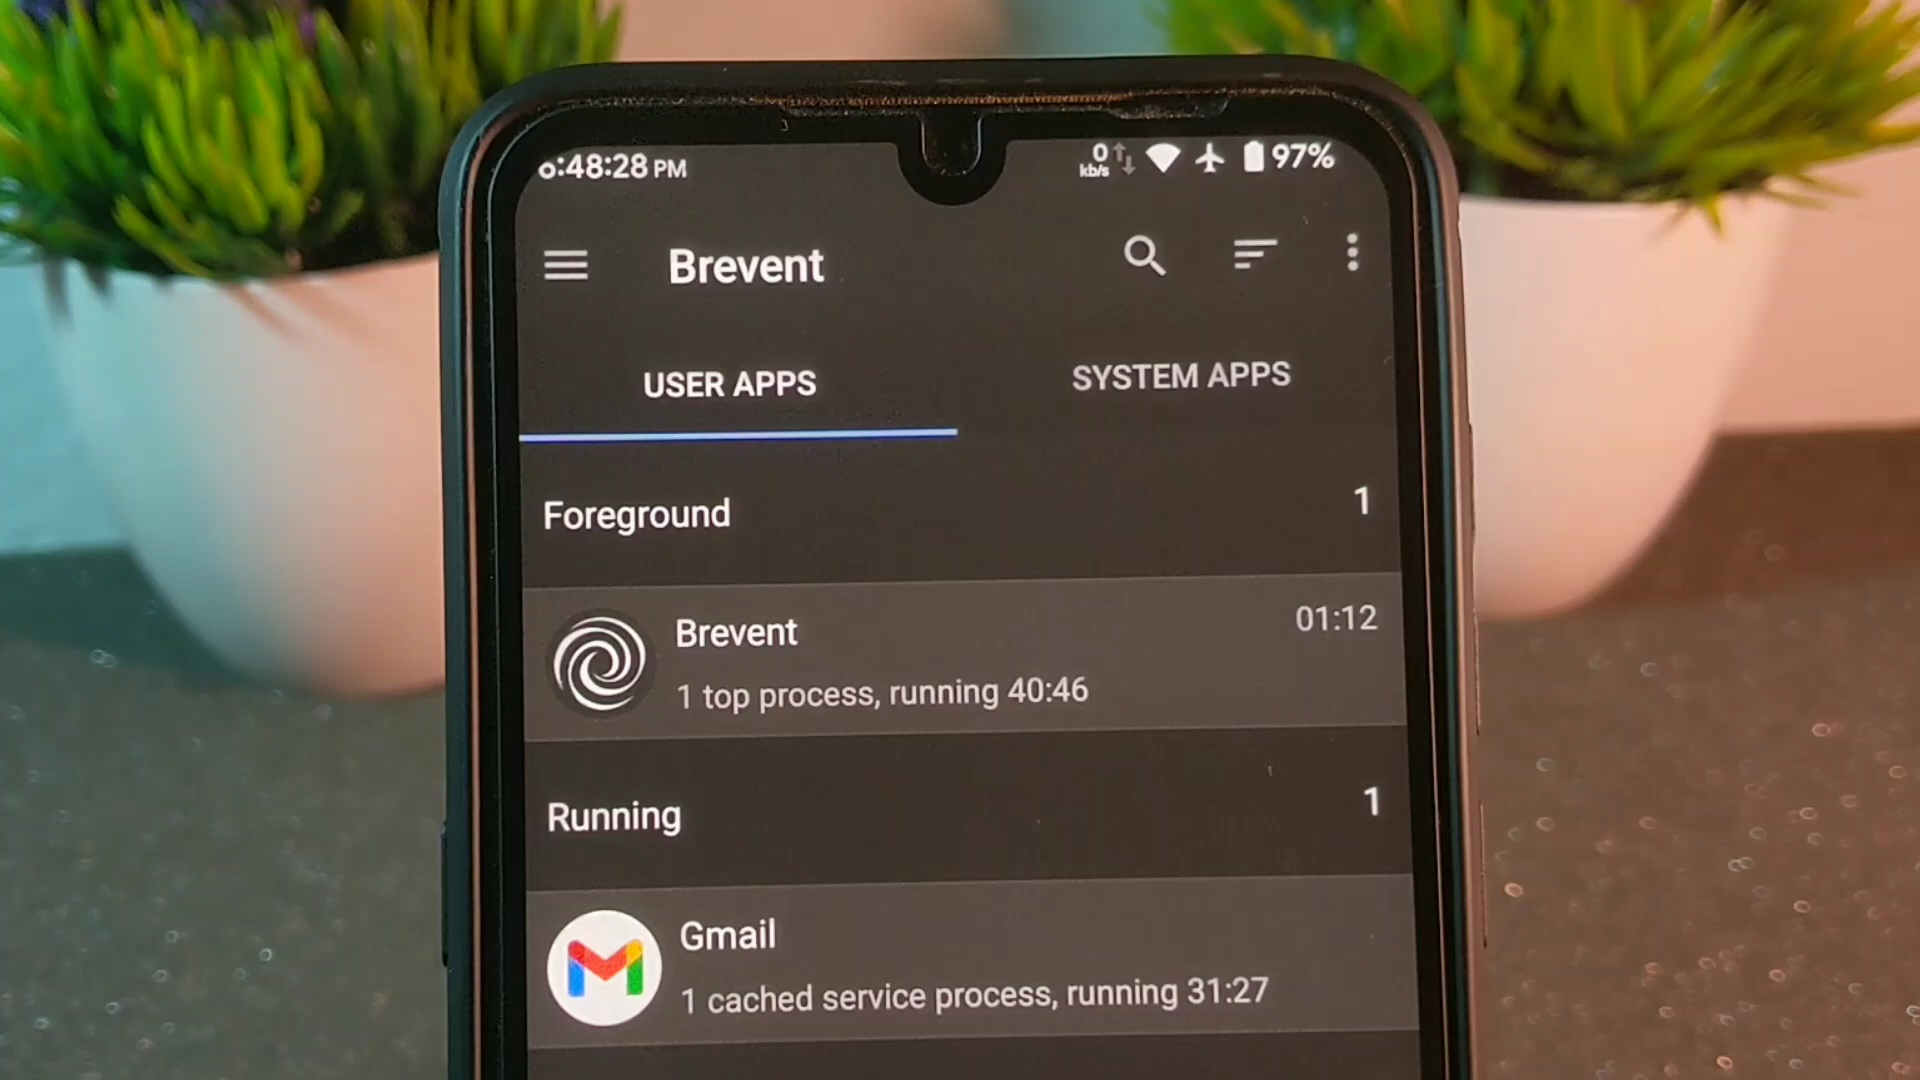 6:48:28 PM
0 kb/s 97%
Brevent
USER APPS
SYSTEM APPS
Foreground 1
Brevent 01:12
1 top process, running 40:46
Running 1
Gmail
1 cached service process, running 31:27